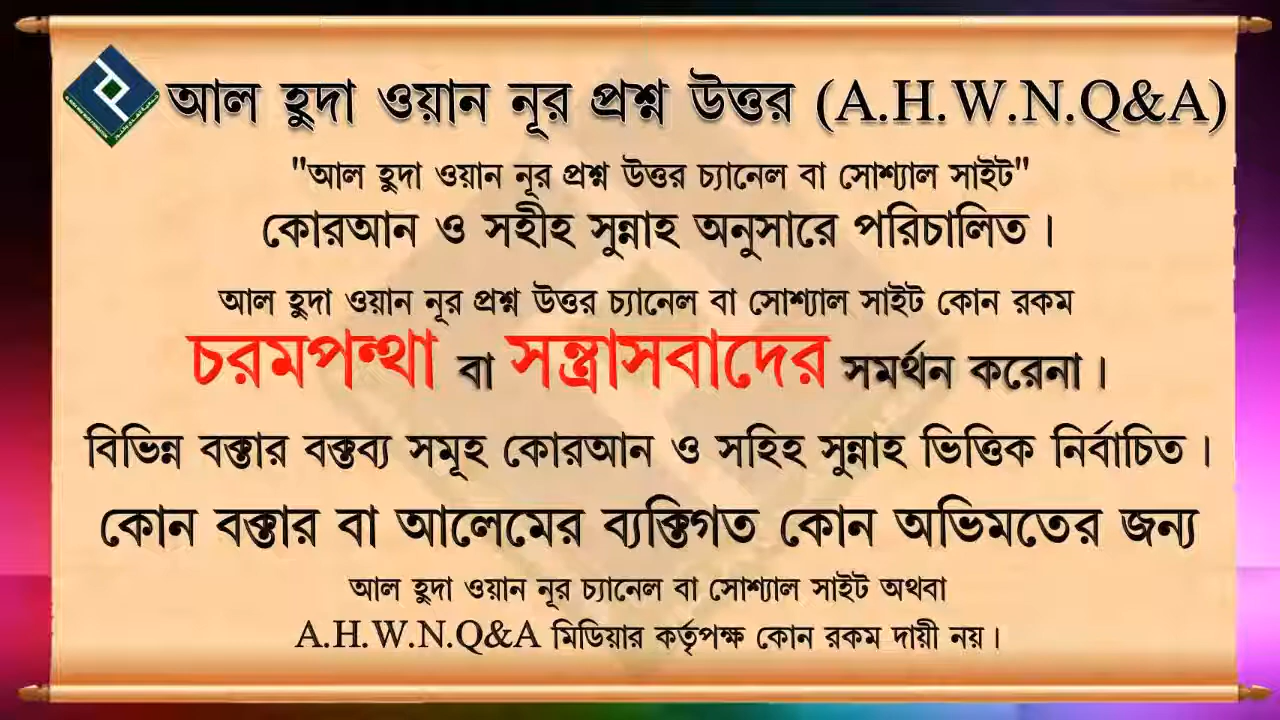 আল হুদা ওয়ান নূর প্রশ্ন উত্তর (A.H.W.N.Q&A)
"আল হুদা ওয়ান নূর প্রশ্ন উত্তর চ্যানেল বা সোশ্যাল সাইট"
কোরআন ও সহীহ সুন্নাহ অনুসারে পরিচালিত।
আল হুদা ওয়ান নূর প্রশ্ন উত্তর চ্যানেল বা সোশ্যাল সাইট কোন রকম
চরমপন্থা বা সন্ত্রাসবাদের সমর্থন করেনা।
বিভিন্ন বক্তার বক্তব্য সমূহ কোরআন ও সহিহ সুন্নাহ ভিত্তিক নির্বাচিত।
কোন বক্তার বা আলেমের ব্যক্তিগত কোন অভিমতের জন্য
আল হুদা ওয়ান নূর চ্যানেল বা সোশ্যাল সাইট অথবা
A.H.W.N.Q&A মিডিয়ার কর্তৃপক্ষ কোন রকম দায়ী নয়।